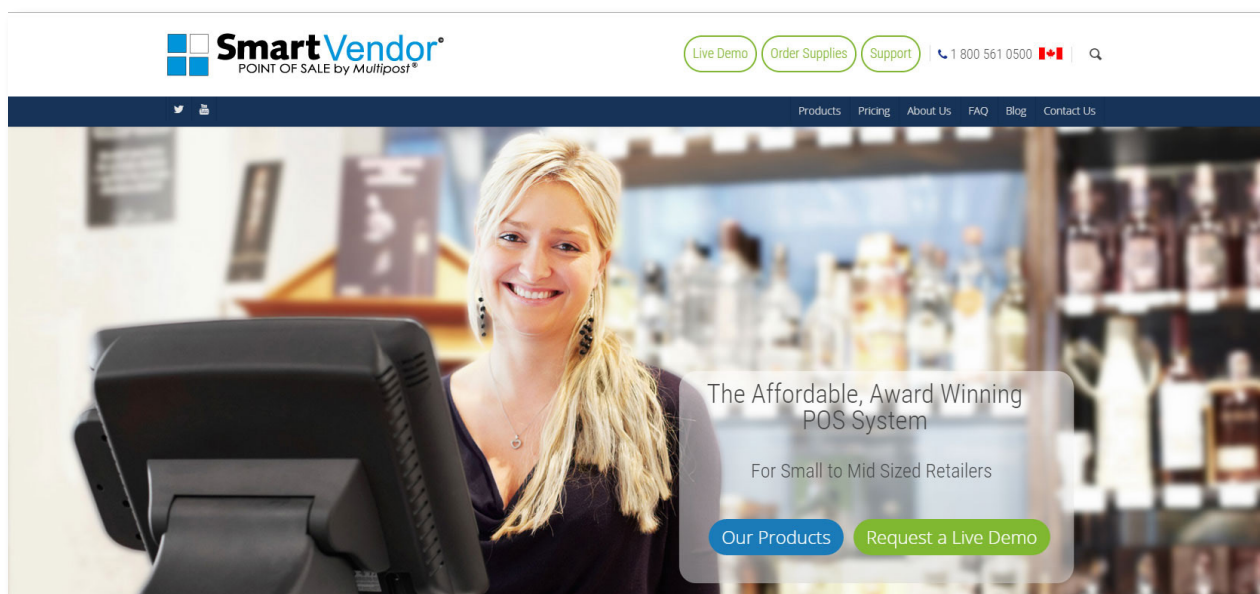 SmartVendor©
POINT OF SALE by Multipost®
Live Demo
Order Supplies
Support
1 800 561 0500
Products
Pricing
About Us
FAQ
Blog
Contact Us
The Affordable, Award Winning
POS System
For Small to Mid Sized Retailers
Our Products
Request a Live Demo